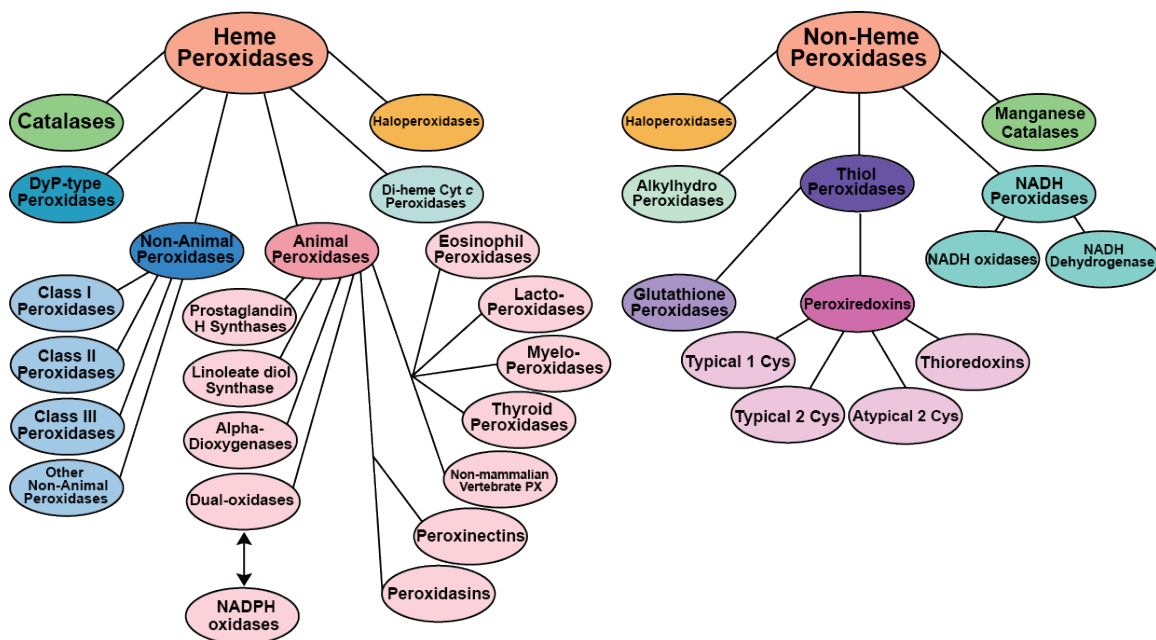 Heme
Peroxidases
Catalases
Haloperoxidases
DyP-type
Peroxidases
Di-heme Cyt c
Peroxidases
Non-Animal
Peroxidases
Animal
Peroxidases
Eosinophil
Peroxidases
Class I
Peroxidases
Class II
Peroxidases
Class III
Peroxidases
Other
Non-Animal
Peroxidases
Prostaglandin
H Synthases
Linoleate diol
Synthase
Alpha-
Dioxygenases
Dual-oxidases
NADPH
oxidases
Lacto-
Peroxidases
Myelo-
Peroxidases
Thyroid
Peroxidases
Non-mammalian
Vertebrate PX
Peroxinectins
Peroxidasins
Non-Heme
Peroxidases
Haloperoxidases
Manganese
Catalases
Alkylhydro
Peroxidases
Thiol
Peroxidases
NADH
Peroxidases
NADH oxidases
NADH
Dehydrogenase
Glutathione
Peroxidases
Peroxiredoxins
Typical 1 Cys
Typical 2 Cys
Atypical 2 Cys
Thioredoxins